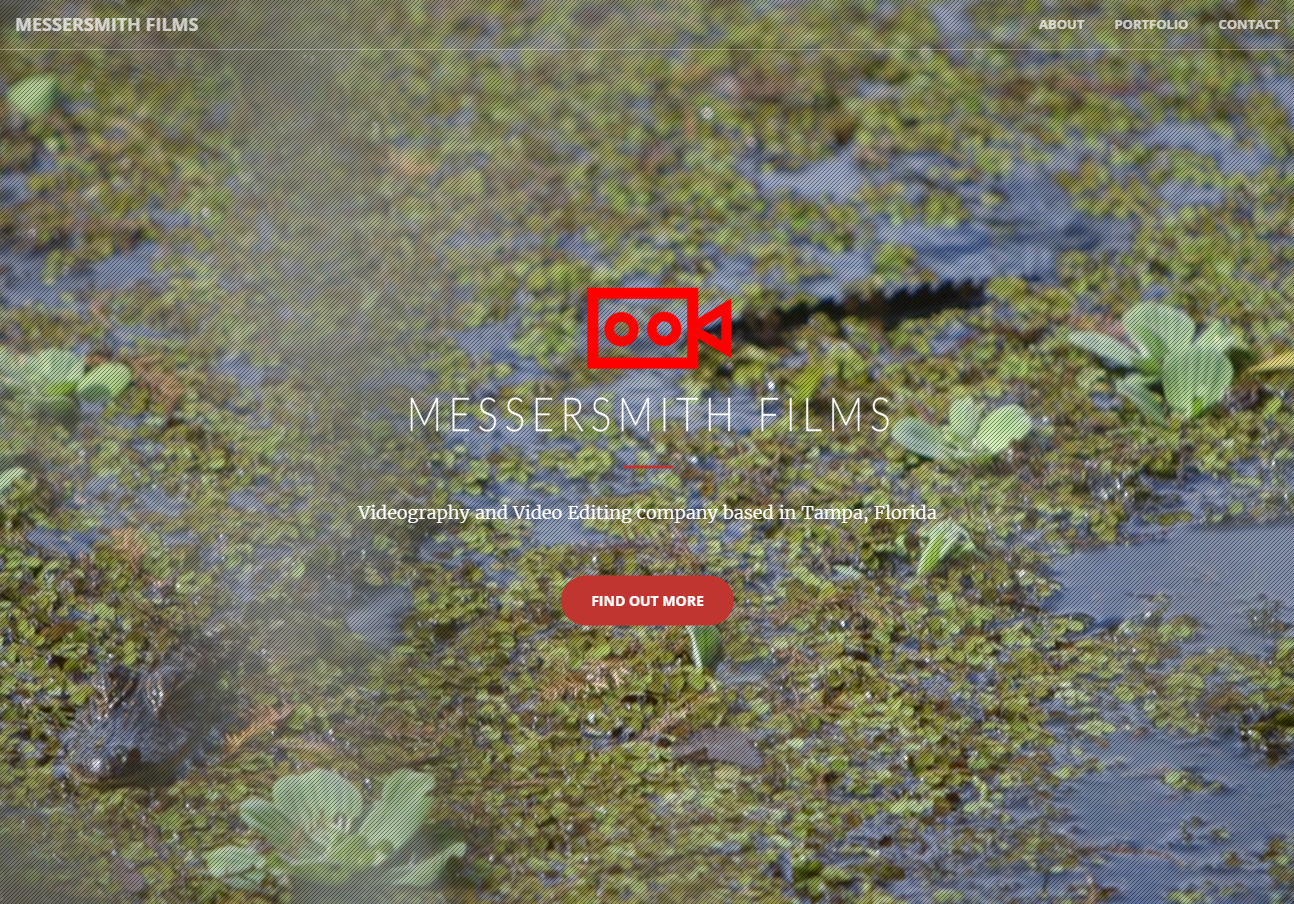 MESSERSMITH FILMS
ABOUT PORTFOLIO CONTACT
MESSERSMITH FILMS
Videography and Video Editing company based in Tampa, Florida
FIND OUT MORE